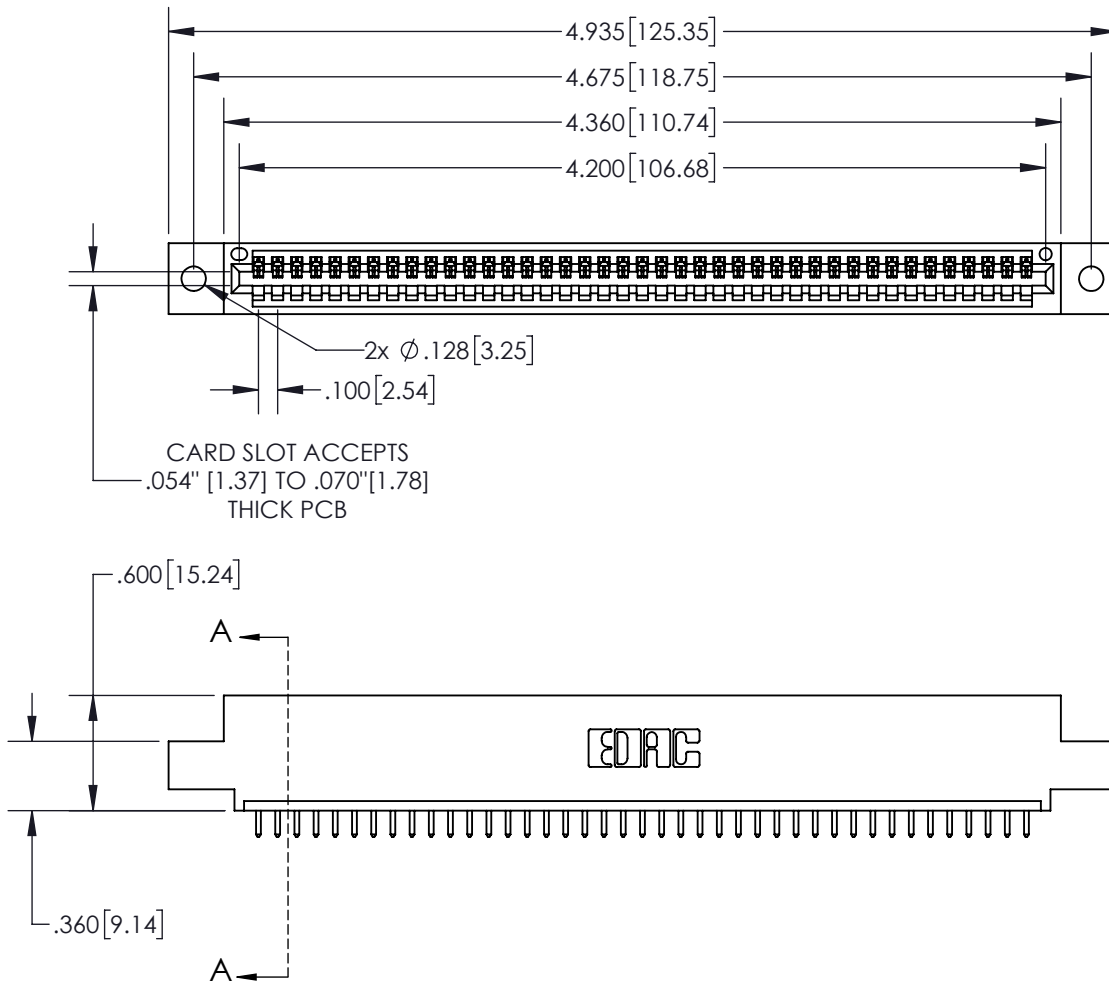 4.935[125.35]
4.675[118.75]
4.360[110.74]
4.200[106.68]
2x ∅.128[3.25]
.100[2.54]
CARD SLOT ACCEPTS
.054" [1.37] TO .070"[1.78]
THICK PCB
.600[15.24]
A
EDAC
.360[9.14]
A